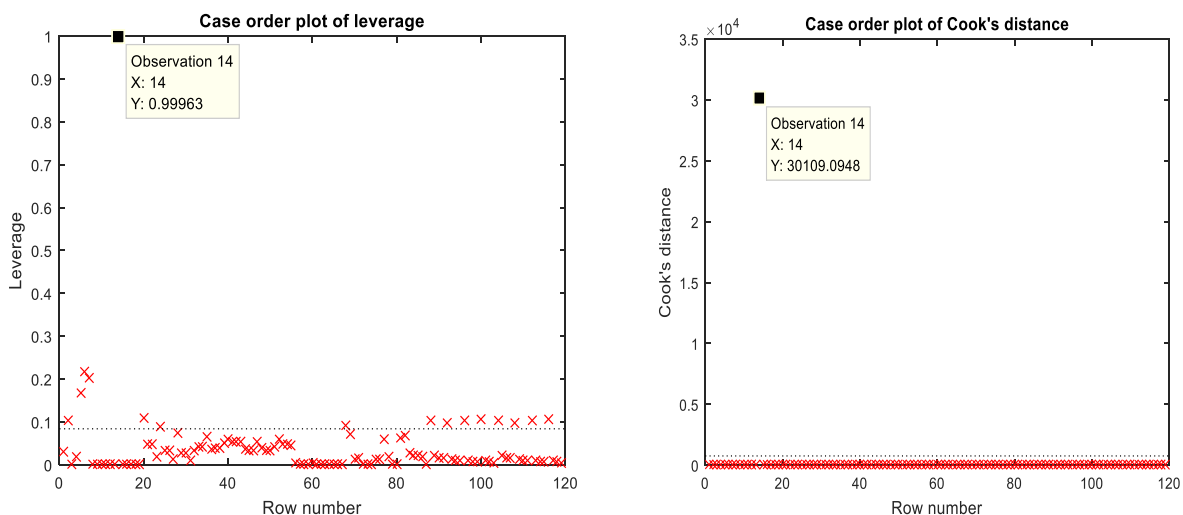 Case order plot of leverage
1
0.9
0.8
0.7
0.6
0.5
0.4
0.3
0.2
0.1
0
Leverage
Observation 14
X: 14
Y: 0.99963
0 20 40 60 80 100 120
Row number
Case order plot of Cook's distance
×10⁴
3.5
3
2.5
2
1.5
1
0.5
0
Cook's distance
Observation 14
X: 14
Y: 30109.0948
0 20 40 60 80 100 120
Row number